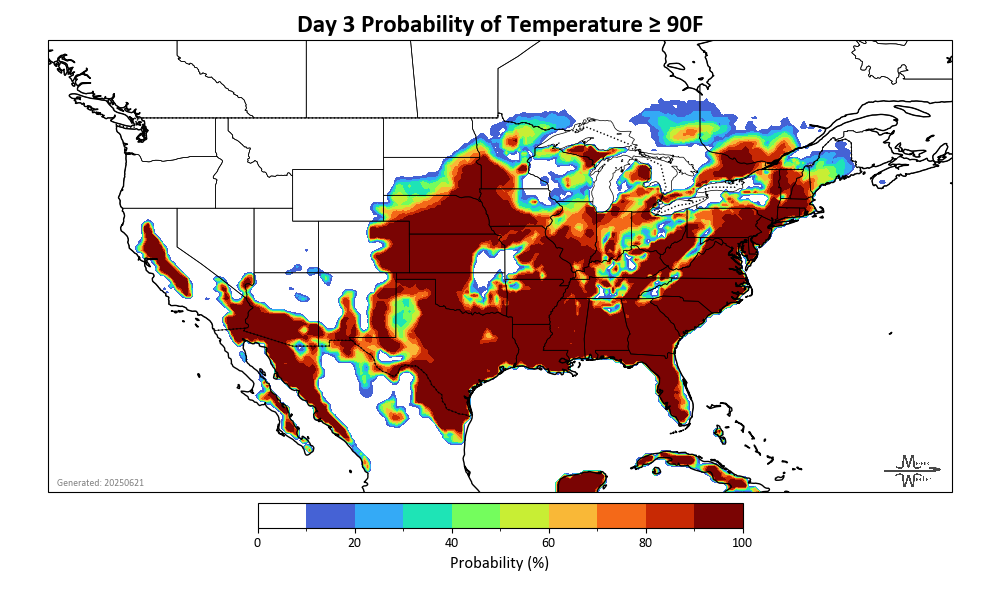 Day 3 Probability of Temperature ≥ 90F
Generated: 20250621
0 20 40 60 80 100
Probability (%)